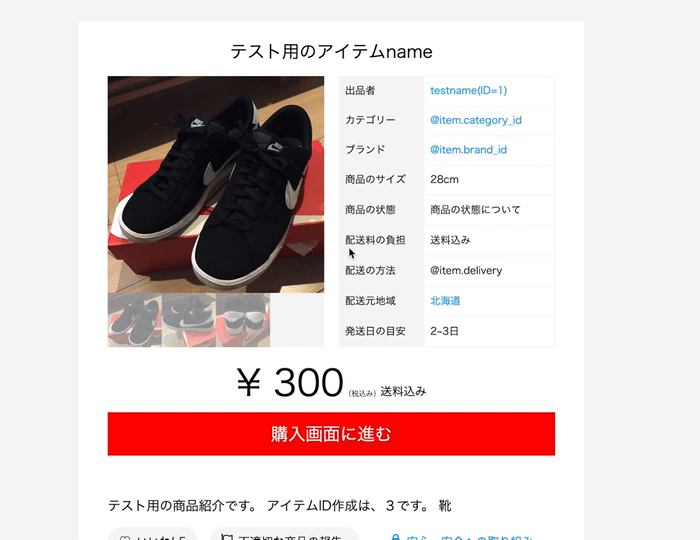 テスト用のアイテムname
出品者 testname(ID=1)
カテゴリー @item.category_id
ブランド @item.brand_id
商品のサイズ 28cm
商品の状態 商品の状態について
配送料の負担 送料込み
配送の方法 @item.delivery
配送元地域 北海道
発送日の目安 2~3日
¥ 300 (税込み) 送料込み
購入画面に進む
テスト用の商品紹介です。 アイテムID作成は、３です。 靴